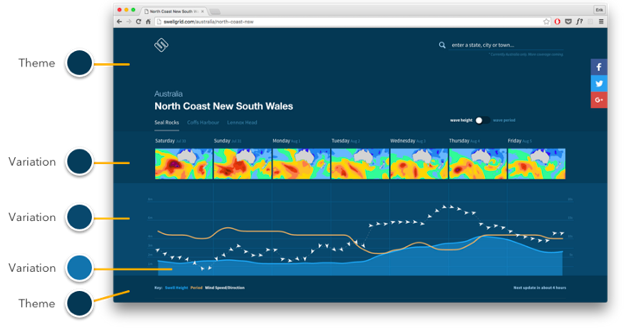 North Coast New South W
Erik
swellgrid.com/australia/north-coast-nsw
enter a state, city or town...
Theme
Australia
North Coast New South Wales
Seal Rocks Coffs Harbour Lennox Head
wave height wave period
Saturday Sunday Monday Tuesday Wednesday Thursday Friday
Variation
Variation
Variation
Key: Swell Height Period Wind Speed/Direction Next update in about 4 hours
Theme